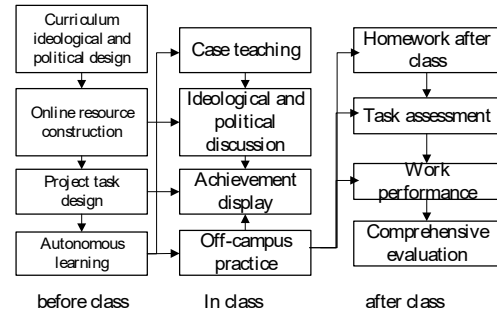 Curriculum
ideological and
political design
Online resource
construction
Project task
design
Autonomous
learning
before class
Case teaching
Ideological and
political
discussion
Achievement
display
Off-campus
practice
In class
Homework after
class
Task assessment
Work
performance
Comprehensive
evaluation
after class